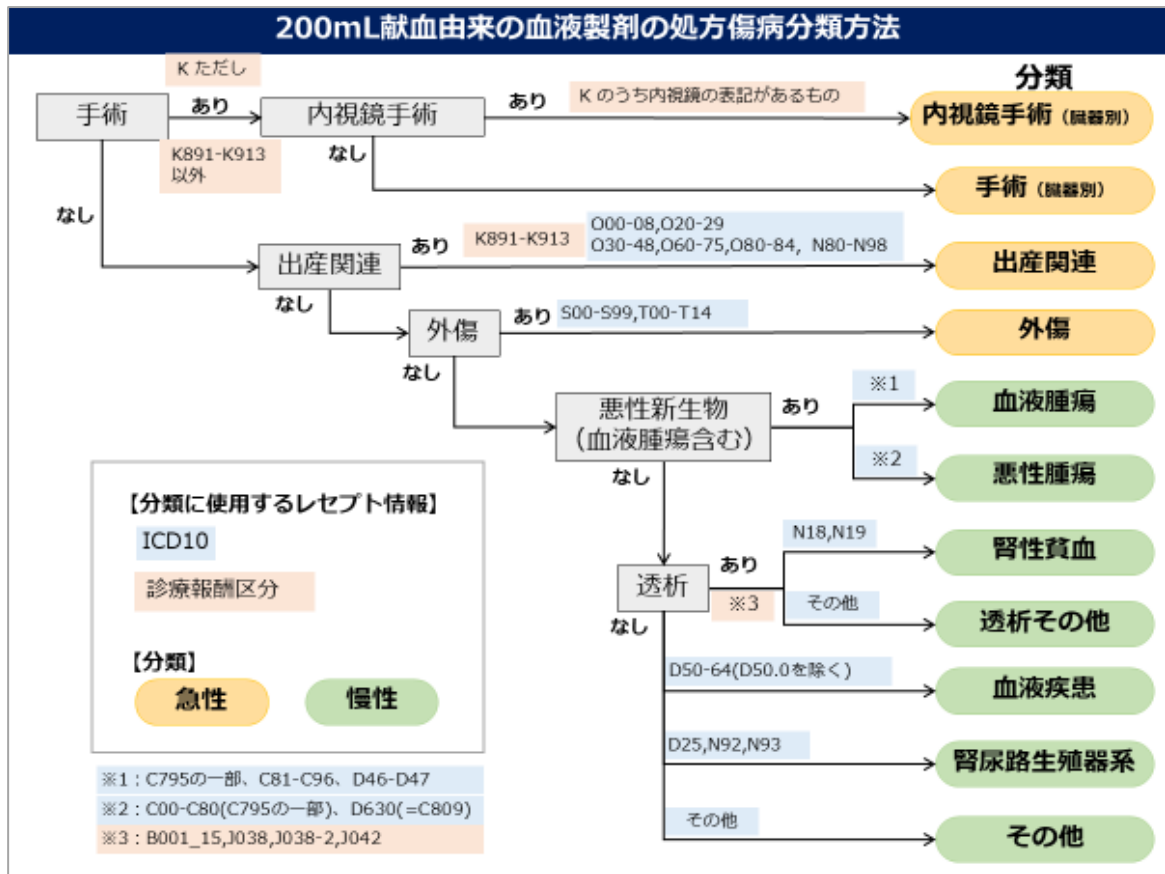 200mL献血由来の血液製剤の処方傷病分類方法
分類
K ただし
手術
あり
内視鏡手術
あり
K のうち内視鏡の表記があるもの
内視鏡手術（臓器別）
K891-K913
以外
なし
手術（臓器別）
なし
出産関連
あり
K891-K913
O00-08,O20-29
O30-48,O60-75,O80-84, N80-N98
出産関連
なし
外傷
あり
S00-S99,T00-T14
外傷
なし
悪性新生物
（血液腫瘍含む）
あり
※1
血液腫瘍
※2
悪性腫瘍
なし
透析
あり
※3
N18,N19
腎性貧血
その他
透析その他
なし
D50-64(D50.0を除く)
血液疾患
D25,N92,N93
腎尿路生殖器系
その他
その他
【分類に使用するレセプト情報】
ICD10
診療報酬区分
【分類】
急性
慢性
※1：C795の一部、C81-C96、D46-D47
※2：C00-C80(C795の一部)、D630(=C809)
※3：B001_15,J038,J038-2,J042